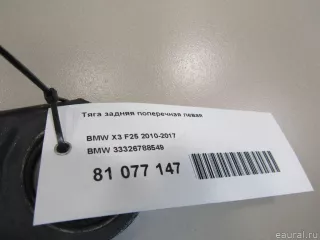 Тяга задняя поперечная левая
BMW X3 F25 2010-2017
BMW 33326788549
81 077 147
© eaural.ru